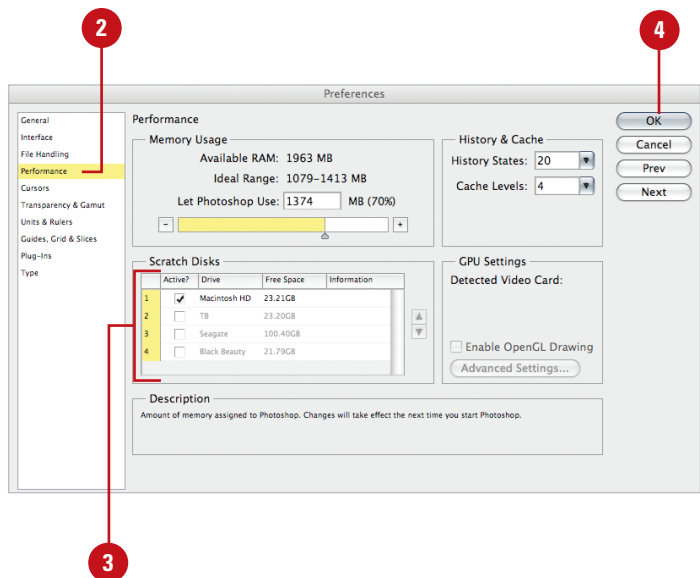 2
4
Preferences
General
Interface
File Handling
Performance
Cursors
Transparency & Gamut
Units & Rulers
Guides, Grid & Slices
Plug-Ins
Type
Performance
Memory Usage
Available RAM: 1963 MB
Ideal Range: 1079-1413 MB
Let Photoshop Use: 1374 MB (70%)
- +
History & Cache
History States: 20
Cache Levels: 4
OK
Cancel
Prev
Next
Scratch Disks
Active? Drive Free Space Information
1 Macintosh HD 23.21GB
2 TB 23.20GB
3 Seagate 100.40GB
4 Black Beauty 21.79GB
GPU Settings
Detected Video Card:
Enable OpenGL Drawing
Advanced Settings...
Description
Amount of memory assigned to Photoshop. Changes will take effect the next time you start Photoshop.
3